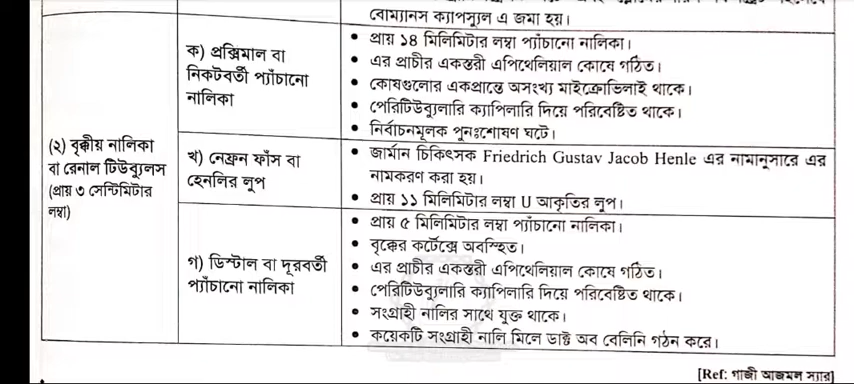 বোম্যানস ক্যাপস্যুল এ জমা হয়।
ক) প্রক্সিমাল বা
নিকটবর্তী প্যাঁচানো
নালিকা
• প্রায় ১৪ মিলিমিটার লম্বা প্যাঁচানো নালিকা।
• এর প্রাচীর একস্তরী এপিথেলিয়াল কোষে গঠিত।
• কোষগুলোর একপ্রান্তে অসংখ্য মাইক্রোভিলাই থাকে।
• পেরিটিউব্যুলারি ক্যাপিলারি দিয়ে পরিবেষ্টিত থাকে।
• নির্বাচনমূলক পুনঃশোষণ ঘটে।
(২) বৃক্কীয় নালিকা
বা রেনাল টিউব্যুলস
(প্রায় ৩ সেন্টিমিটার
লম্বা)
খ) নেফ্রন ফাঁস বা
হেনলির লুপ
• জার্মান চিকিৎসক Friedrich Gustav Jacob Henle এর নামানুসারে এর
নামকরণ করা হয়।
• প্রায় ১১ মিলিমিটার লম্বা U আকৃতির লুপ।
গ) ডিস্টাল বা দূরবর্তী
প্যাঁচানো নালিকা
• প্রায় ৫ মিলিমিটার লম্বা প্যাঁচানো নালিকা।
• বৃক্কের কর্টেক্সে অবস্থিত।
• এর প্রাচীর একস্তরী এপিথেলিয়াল কোষে গঠিত।
• পেরিটিউব্যুলারি ক্যাপিলারি দিয়ে পরিবেষ্টিত থাকে।
• সংগ্রাহী নালির সাথে যুক্ত থাকে।
• কয়েকটি সংগ্রাহী নালি মিলে ডাক্ট অব বেলিনি গঠন করে।
[Ref: গাজী আজমল স্যার]